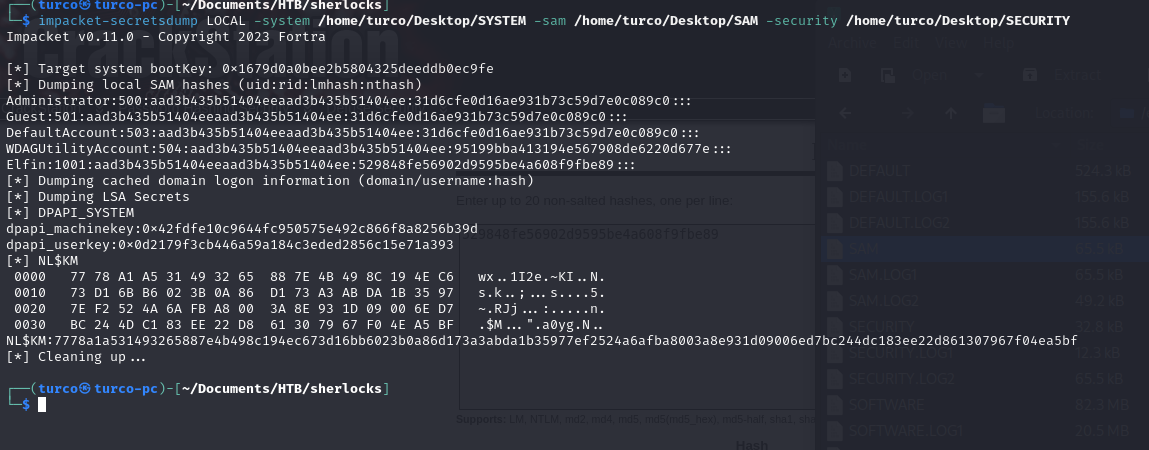 ┌──(turco㉿turco-pc)-[~/Documents/HTB/sherlocks]
└─$ impacket-secretsdump LOCAL -system /home/turco/Desktop/SYSTEM -sam /home/turco/Desktop/SAM -security /home/turco/Desktop/SECURITY
Impacket v0.11.0 - Copyright 2023 Fortra
[*] Target system bootKey: 0×1679d0a0bee2b5804325deeddb0ec9fe
[*] Dumping local SAM hashes (uid:rid:lmhash:nthash)
Administrator:500:aad3b435b51404eeaad3b435b51404ee:31d6cfe0d16ae931b73c59d7e0c089c0:::
Guest:501:aad3b435b51404eeaad3b435b51404ee:31d6cfe0d16ae931b73c59d7e0c089c0:::
DefaultAccount:503:aad3b435b51404eeaad3b435b51404ee:31d6cfe0d16ae931b73c59d7e0c089c0:::
WDAGUtilityAccount:504:aad3b435b51404eeaad3b435b51404ee:95199bba413194e567908de6220d677e:::
Elfin:1001:aad3b435b51404eeaad3b435b51404ee:529848fe56902d9595be4a608f9fbe89:::
[*] Dumping cached domain logon information (domain/username:hash)
[*] Dumping LSA Secrets
[*] DPAPI_SYSTEM
dpapi_machinekey:0×42fdfe10c9644fc950575e492c866f8a8256b39d
dpapi_userkey:0×0d2179f3cb446a59a184c3eded2856c15e71a393
[*] NL$KM
0000   77 78 A1 A5 31 49 32 65  88 7E 4B 49 8C 19 4E C6   wx..1I2e.~KI..N.
0010   73 D1 6B B6 02 3B 0A 86  D1 73 A3 AB DA 1B 35 97   s.k..;...s....5.
0020   7E F2 52 4A 6A FB A8 00  3A 8E 93 1D 09 00 6E D7   ~.RJj...:.....n.
0030   BC 24 4D C1 83 EE 22 D8  61 30 79 67 F0 4E A5 BF   .$M...".a0yg.N..
NL$KM:7778a1a531493265887e4b498c194ec673d16bb6023b0a86d173a3abda1b35977ef2524a6afba8003a8e931d09006ed7bc244dc183ee22d861307967f04ea5bf
[*] Cleaning up...
┌──(turco㉿turco-pc)-[~/Documents/HTB/sherlocks]
└─$
Archive Edit View Help
Open Extract
Location:
DEFAULT 524.3 kB
DEFAULT.LOG1 155.6 kB
DEFAULT.LOG2 155.6 kB
SAM 65.5 kB
SAM.LOG1 65.5 kB
SAM.LOG2 49.2 kB
SECURITY 32.8 kB
SECURITY.LOG1
SECURITY.LOG2 65.5 kB
SOFTWARE 82.3 MB
SOFTWARE.LOG1 20.5 MB
Enter up to 20 non-salted hashes, one per line:
529848fe56902d9595be4a608f9fbe89
Supports: LM, NTLM, md2, md4, md5, md5(md5_hex), md5-half, sha1,
Hash